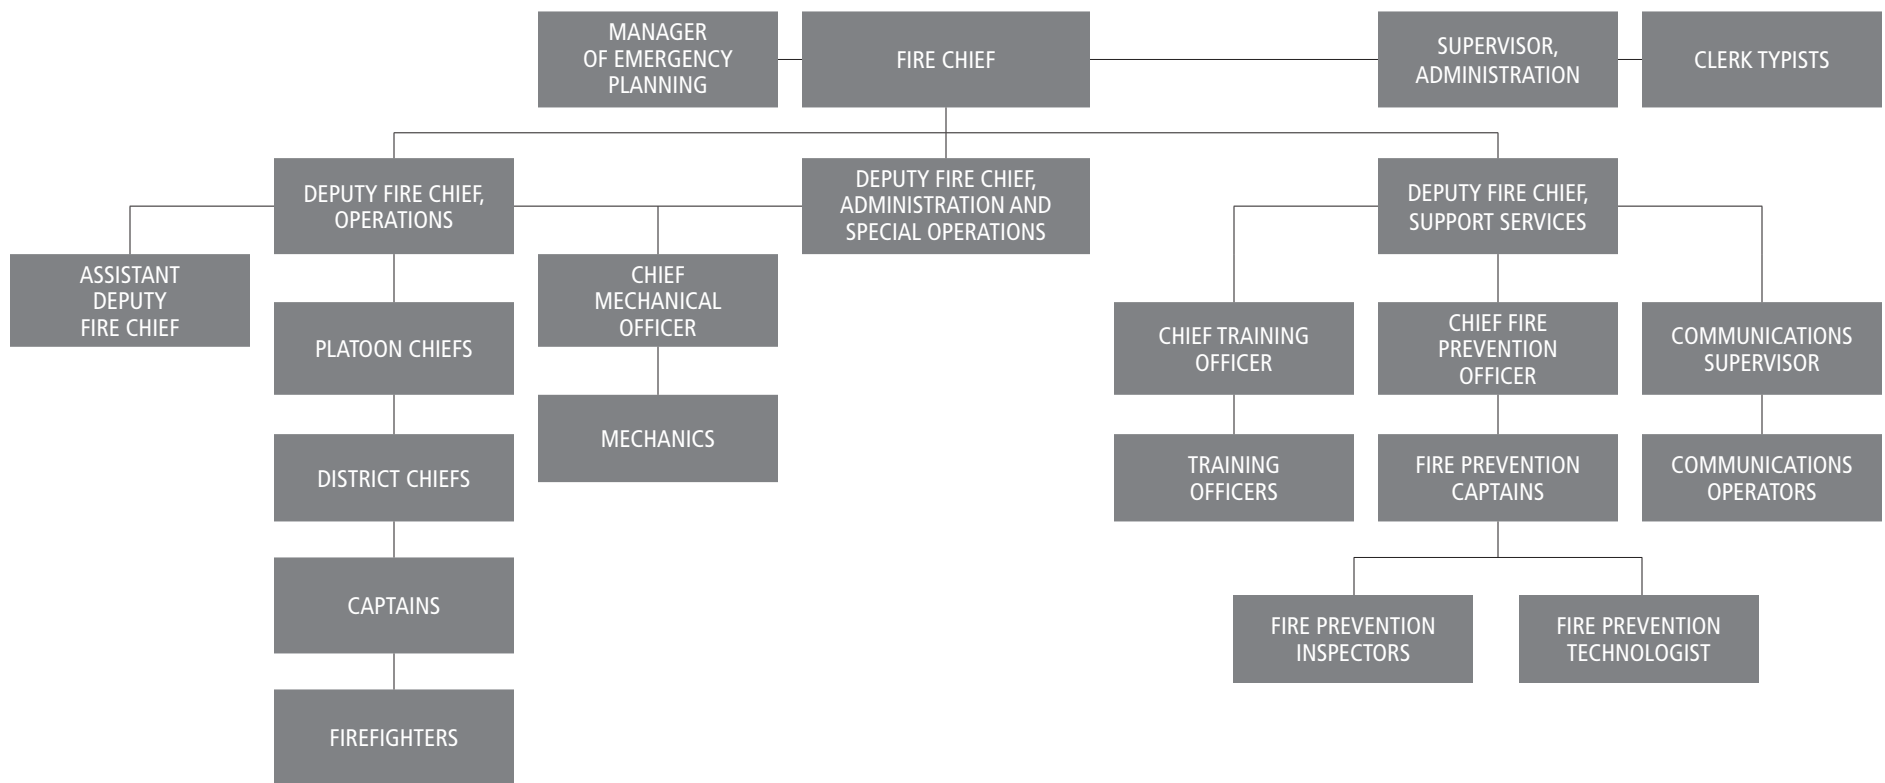 MANAGER
OF EMERGENCY
PLANNING
FIRE CHIEF
SUPERVISOR,
ADMINISTRATION
CLERK TYPISTS
DEPUTY FIRE CHIEF,
OPERATIONS
DEPUTY FIRE CHIEF,
ADMINISTRATION AND
SPECIAL OPERATIONS
DEPUTY FIRE CHIEF,
SUPPORT SERVICES
ASSISTANT
DEPUTY
FIRE CHIEF
PLATOON CHIEFS
CHIEF
MECHANICAL
OFFICER
CHIEF TRAINING
OFFICER
CHIEF FIRE
PREVENTION
OFFICER
COMMUNICATIONS
SUPERVISOR
MECHANICS
DISTRICT CHIEFS
TRAINING
OFFICERS
FIRE PREVENTION
CAPTAINS
COMMUNICATIONS
OPERATORS
CAPTAINS
FIRE PREVENTION
INSPECTORS
FIRE PREVENTION
TECHNOLOGIST
FIREFIGHTERS